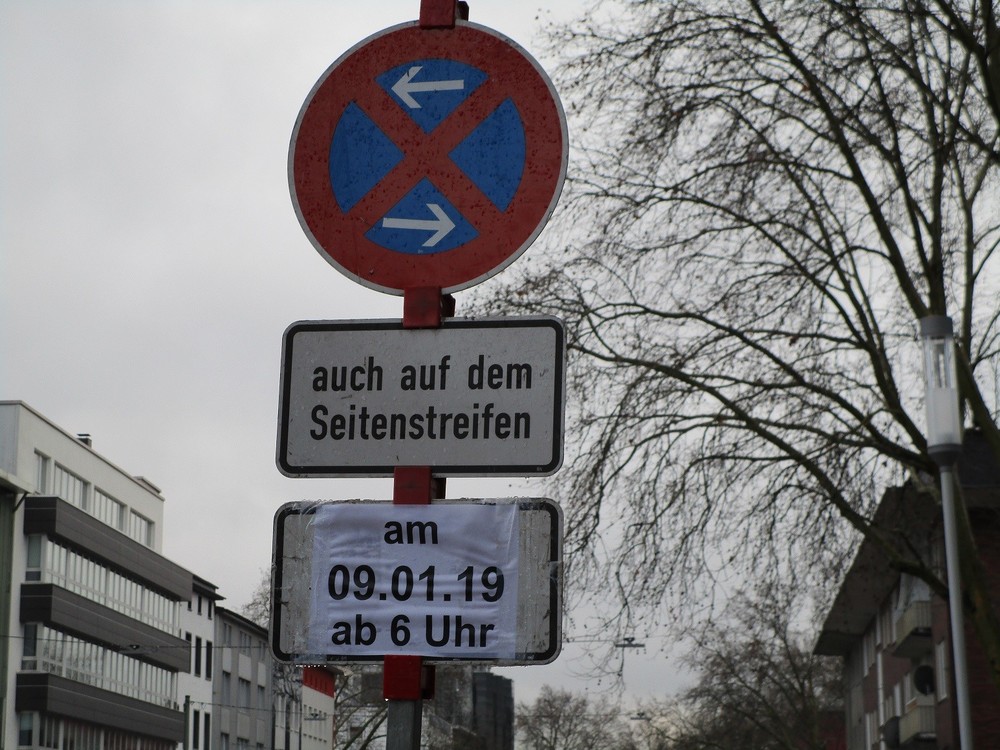 auch auf dem
Seitenstreifen
am
09.01.19
ab 6 Uhr